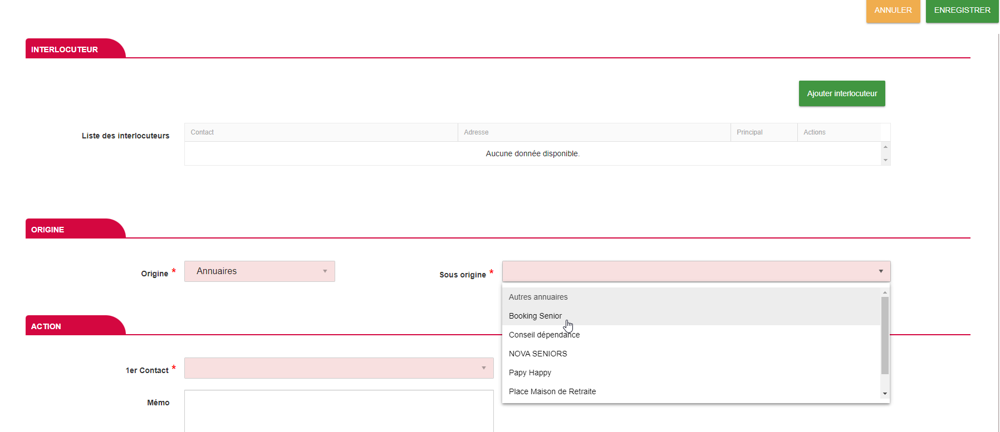 ANNULER ENREGISTRER
INTERLOCUTEUR
Ajouter interlocuteur
Liste des interlocuteurs
Contact Adresse Principal Actions
Aucune donnée disponible.
ORIGINE
Origine * Annuaires
Sous origine *
Autres annuaires
Booking Senior
Conseil dépendance
NOVA SENIORS
Papy Happy
Place Maison de Retraite
ACTION
1er Contact *
Mémo